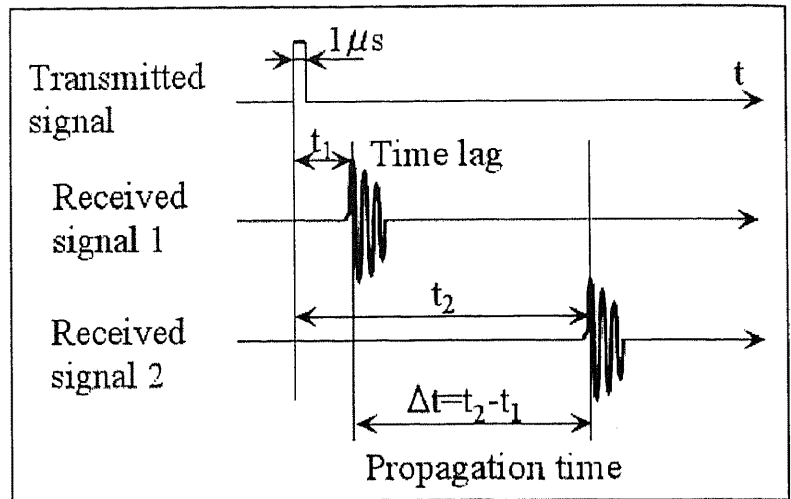 1μs
Transmitted
signal
t
t₁
Time lag
Received
signal 1
t₂
Received
signal 2
Δt=t₂-t₁
Propagation time